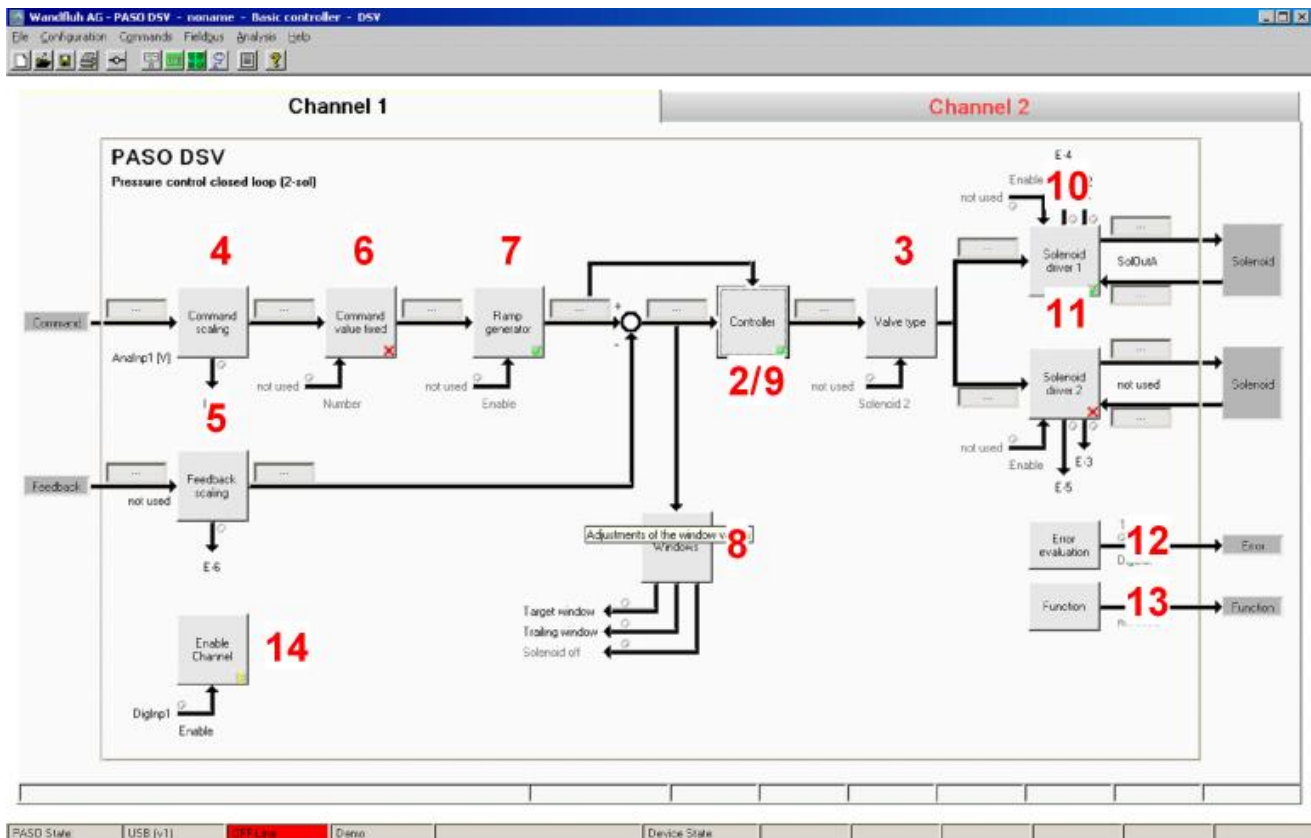 Wandfluh AG - PASO DSV - noname - Basic controller - DSV
File Configuration Commands Fieldbus Analysis Help
Channel 1
Channel 2
PASO DSV
Pressure control closed loop (2-sol)
E-4
Enable
10
not used
4
6
7
3
Command
Command scaling
Command value fixed
Ramp generator
+
-
Controller
Valve type
Solenoid driver 1
SolOutA
Solenoid
11
AnaInp1 [V]
not used
Number
not used
Enable
2/9
not used
Solenoid 2
Solenoid driver 2
not used
Solenoid
5
not used
Enable
E-3
E-5
Feedback
not used
Feedback scaling
E-6
Adjustments of the window
8
Windows
Error evaluation
12
Error
Target window
Trailing window
Solenoid off
Function
13
Function
Enable Channel
14
DigInp1
Enable
PASO State: USB (v1) OFF-Line Demo Device State